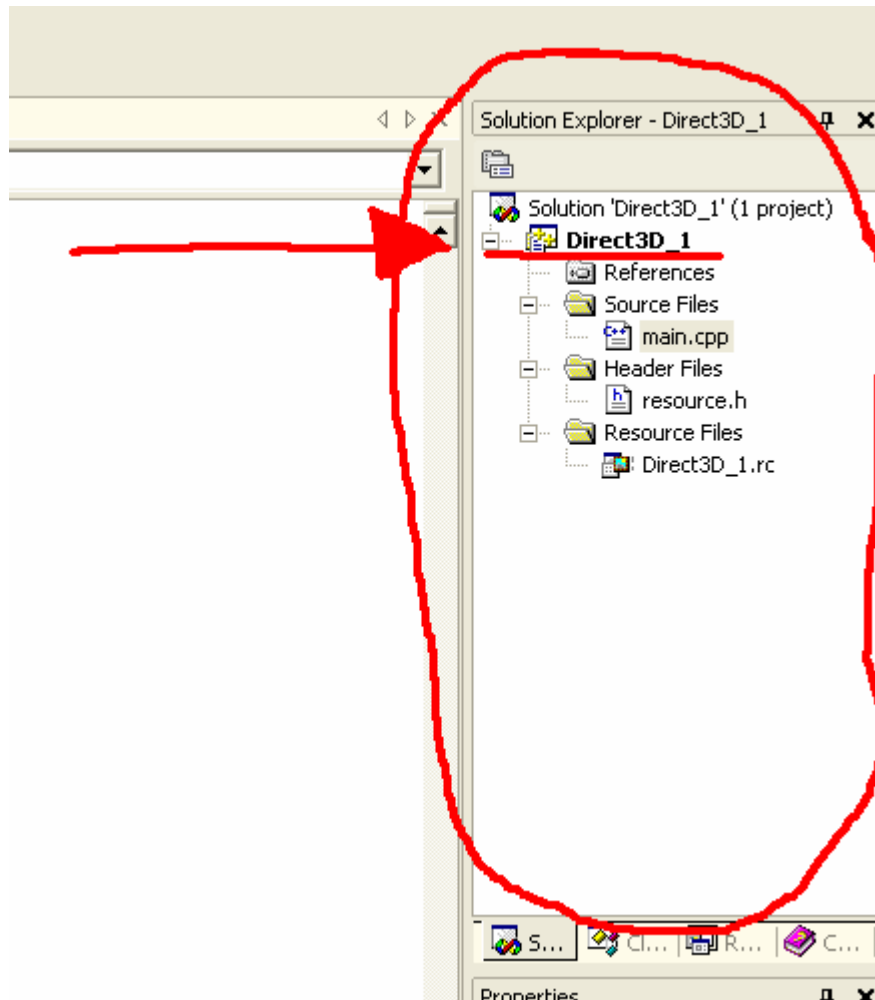 Solution Explorer - Direct3D_1
Solution 'Direct3D_1' (1 project)
Direct3D_1
References
Source Files
main.cpp
Header Files
resource.h
Resource Files
Direct3D_1.rc
S... Cl... R... C...
Properties